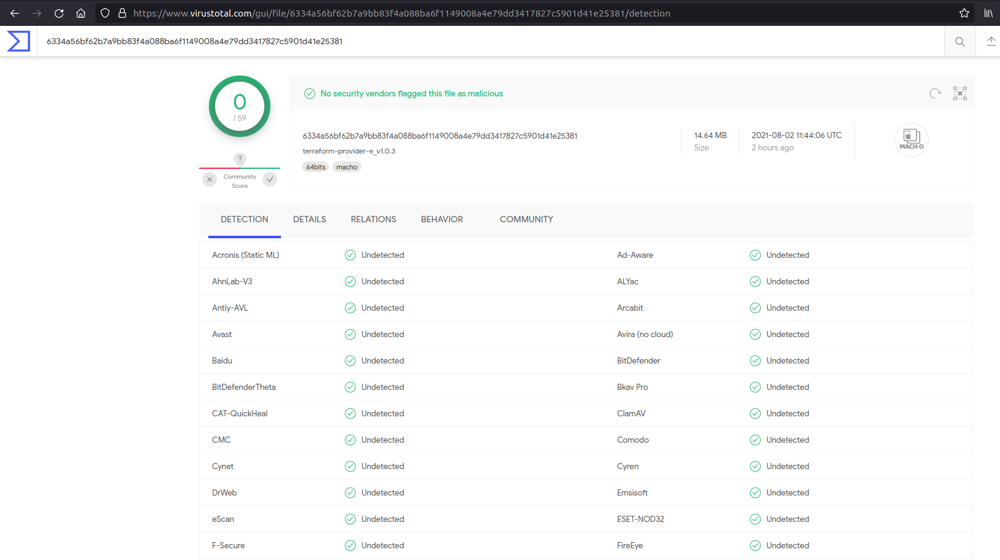 https://www.virustotal.com/gui/file/6334a56bf62b7a9bb83f4a088ba6f1149008a4e79dd3417827c5901d41e25381/detection
6334a56bf62b7a9bb83f4a088ba6f1149008a4e79dd3417827c5901d41e25381
0
/ 59
?
Community
Score
No security vendors flagged this file as malicious
6334a56bf62b7a9bb83f4a088ba6f1149008a4e79dd3417827c5901d41e25381
terraform-provider-e_v1.0.3
64bits macho
14.64 MB
Size
2021-08-02 11:44:06 UTC
2 hours ago
MACH-O
DETECTION DETAILS RELATIONS BEHAVIOR COMMUNITY
Acronis (Static ML) Undetected Ad-Aware Undetected
AhnLab-V3 Undetected ALYac Undetected
Antiy-AVL Undetected Arcabit Undetected
Avast Undetected Avira (no cloud) Undetected
Baidu Undetected BitDefender Undetected
BitDefenderTheta Undetected Bkav Pro Undetected
CAT-QuickHeal Undetected ClamAV Undetected
CMC Undetected Comodo Undetected
Cynet Undetected Cyren Undetected
DrWeb Undetected Emsisoft Undetected
eScan Undetected ESET-NOD32 Undetected
F-Secure Undetected FireEye Undetected